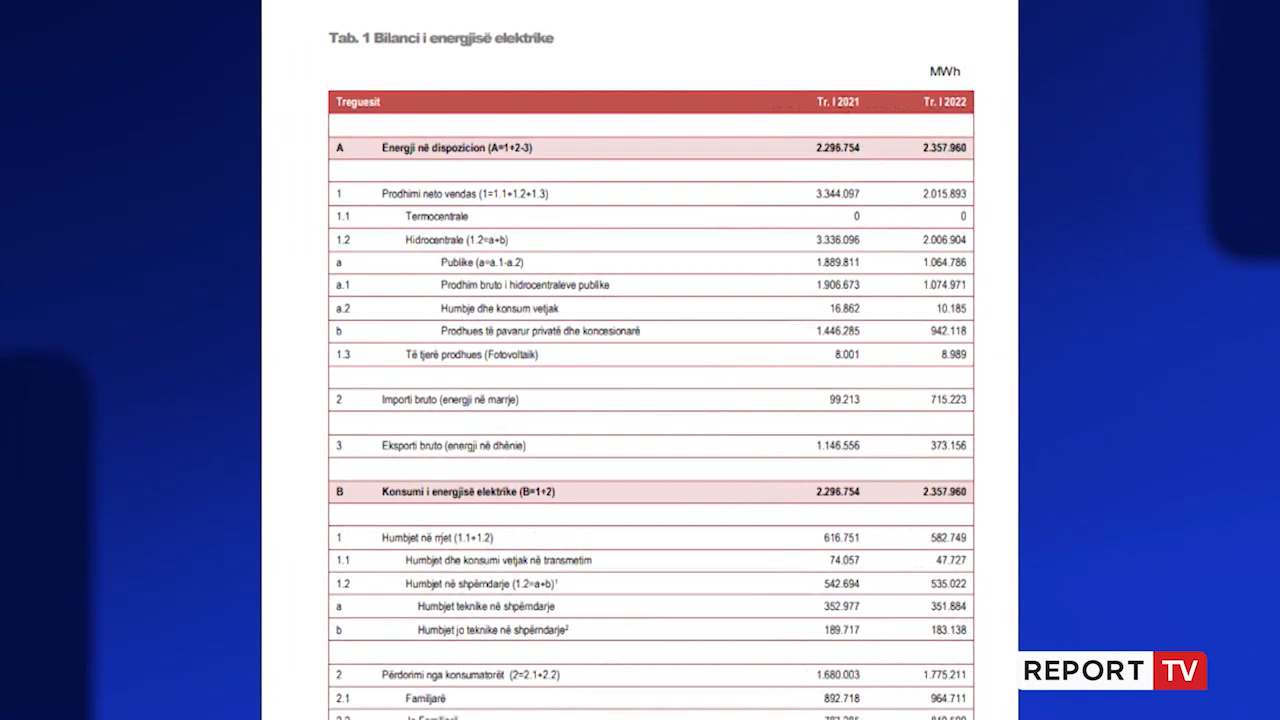 Tab. 1 Bilanci i energjisë elektrike
MWh
Treguesit Tr. I 2021 Tr. I 2022
A Energji në dispozicion (A=1+2-3) 2.296.754 2.357.960
1 Prodhimi neto vendas (1=1.1+1.2+1.3) 3.344.097 2.015.893
1.1 Termocentrale 0 0
1.2 Hidrocentrale (1.2=a+b) 3.336.096 2.006.904
a Publike (a=a.1-a.2) 1.889.811 1.064.786
a.1 Prodhim bruto i hidrocentraleve publike 1.906.673 1.074.971
a.2 Humbje dhe konsum vetjak 16.862 10.185
b Prodhues të pavarur privatë dhe koncesionarë 1.446.285 942.118
1.3 Të tjerë prodhues (Fotovoltaik) 8.001 8.989
2 Importi bruto (energji në marrje) 99.213 715.223
3 Eksporti bruto (energji në dhënie) 1.146.556 373.156
B Konsumi i energjisë elektrike (B=1+2) 2.296.754 2.357.960
1 Humbjet në rrjet (1.1+1.2) 616.751 582.749
1.1 Humbjet dhe konsumi vetjak në transmetim 74.057 47.727
1.2 Humbjet në shpërndarje (1.2=a+b)¹ 542.694 535.022
a Humbjet teknike në shpërndarje 352.977 351.884
b Humbjet jo teknike në shpërndarje² 189.717 183.138
2 Përdorimi nga konsumatorët (2=2.1+2.2) 1.680.003 1.775.211
2.1 Familjarë 892.718 964.711
REPORT TV